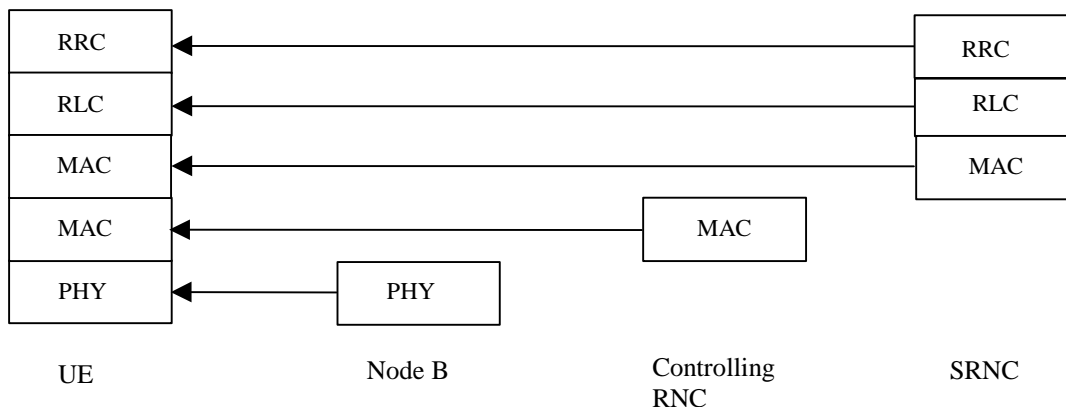 RRC
RRC
RLC
RLC
MAC
MAC
MAC
MAC
PHY
PHY
UE
Node B
Controlling
RNC
SRNC